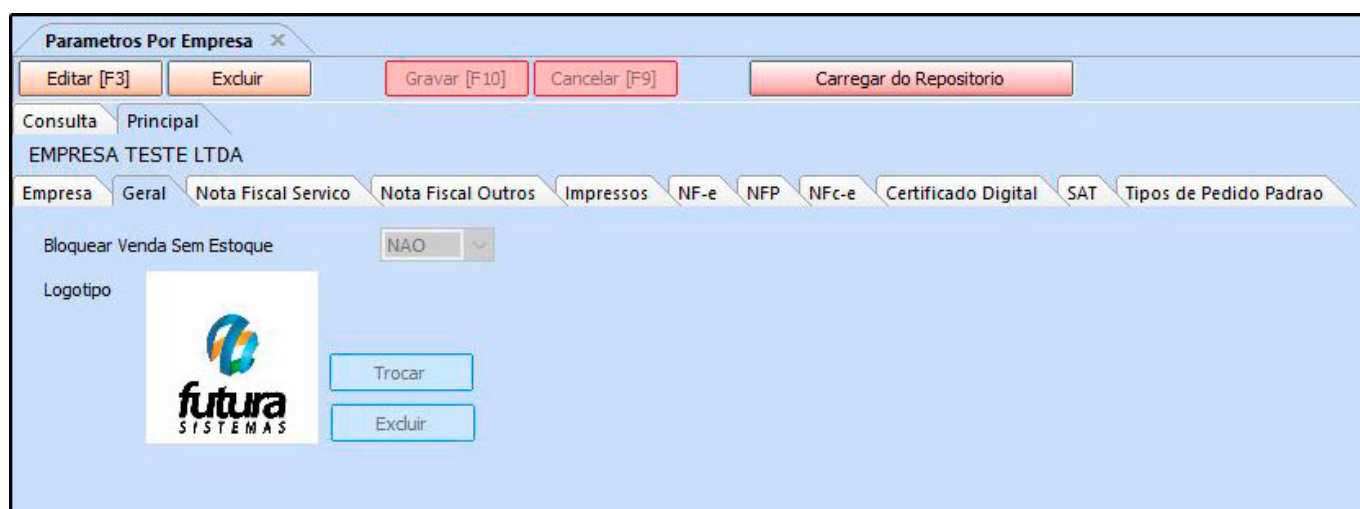 Parametros Por Empresa
Editar [F3] Excluir Gravar [F10] Cancelar [F9] Carregar do Repositorio
Consulta Principal
EMPRESA TESTE LTDA
Empresa Geral Nota Fiscal Servico Nota Fiscal Outros Impressos NF-e NFP NFc-e Certificado Digital SAT Tipos de Pedido Padrao
Bloquear Venda Sem Estoque NAO
Logotipo
futura
SISTEMAS
Trocar
Excluir